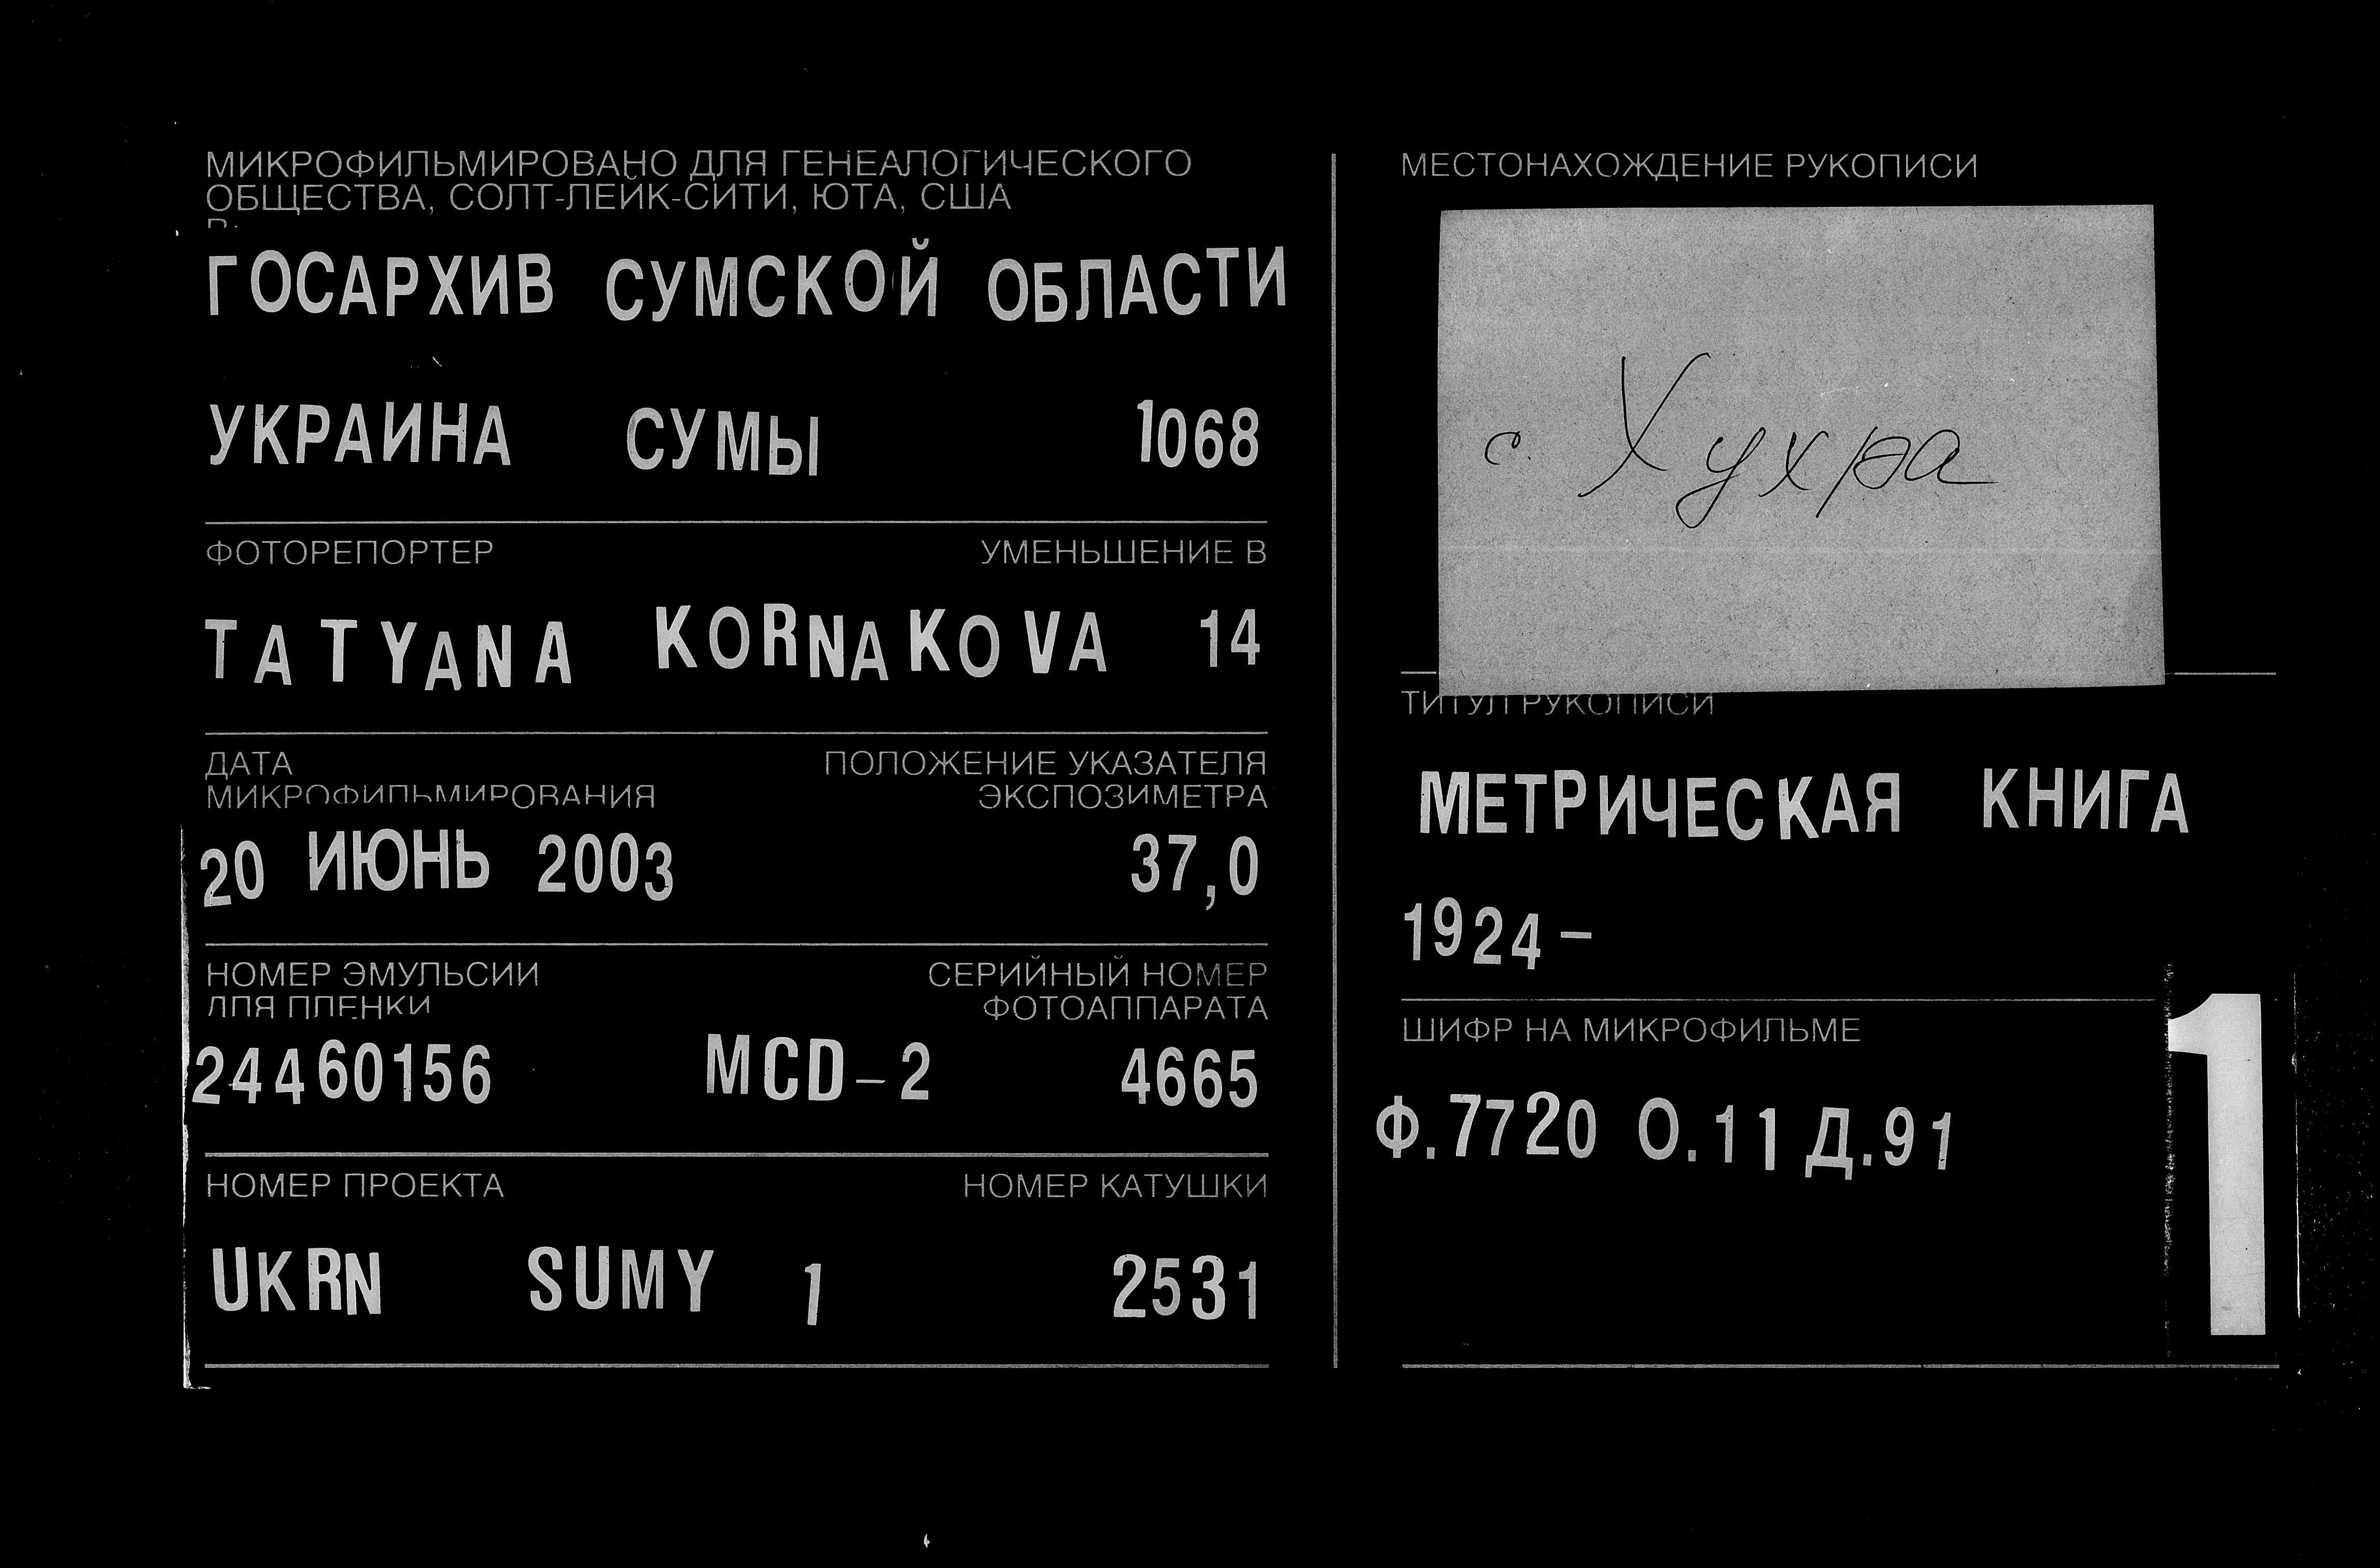 МИКРОФИЛЬМИРОВАНО ДЛЯ ГЕНЕАЛОГИЧЕСКОГО
ОБЩЕСТВА, СОЛТ-ЛЕЙК-СИТИ, ЮТА, США
В:
ГОСАРХИВ СУМСКОЙ ОБЛАСТИ
УКРАИНА СУМЫ 1068
ФОТОРЕПОРТЕР УМЕНЬШЕНИЕ В
TATYANA KORNAKOVA 14
ДАТА ПОЛОЖЕНИЕ УКАЗАТЕЛЯ
МИКРОФИЛЬМИРОВАНИЯ ЭКСПОЗИМЕТРА
20 ИЮНЬ 2003 37,0
НОМЕР ЭМУЛЬСИИ СЕРИЙНЫЙ НОМЕР
ДЛЯ ПЛЕНКИ ФОТОАППАРАТА
24460156 MCD-2 4665
НОМЕР ПРОЕКТА НОМЕР КАТУШКИ
UKRN SUMY 1 2531
МЕСТОНАХОЖДЕНИЕ РУКОПИСИ
с. Хухра
ТИТУЛ РУКОПИСИ
МЕТРИЧЕСКАЯ КНИГА
1924-
ШИФР НА МИКРОФИЛЬМЕ
Ф.7720 О.11 Д.91
1